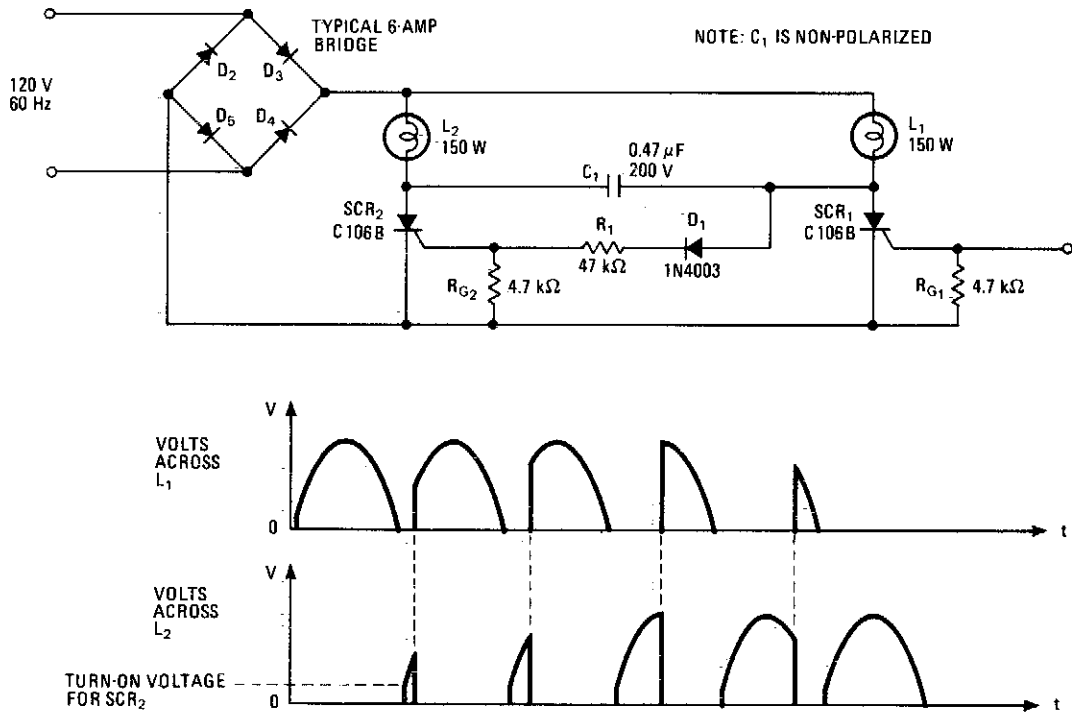 TYPICAL 6-AMP
BRIDGE
NOTE: C1 IS NON-POLARIZED
120 V
60 Hz
D2
D3
D5
D4
L2
150 W
L1
150 W
0.47 μF
200 V
C1
SCR2
C106B
R1
47 kΩ
D1
1N4003
SCR1
C106B
RG2
4.7 kΩ
RG1
4.7 kΩ
V
VOLTS
ACROSS
L1
0
t
V
VOLTS
ACROSS
L2
TURN-ON VOLTAGE
FOR SCR2
0
t